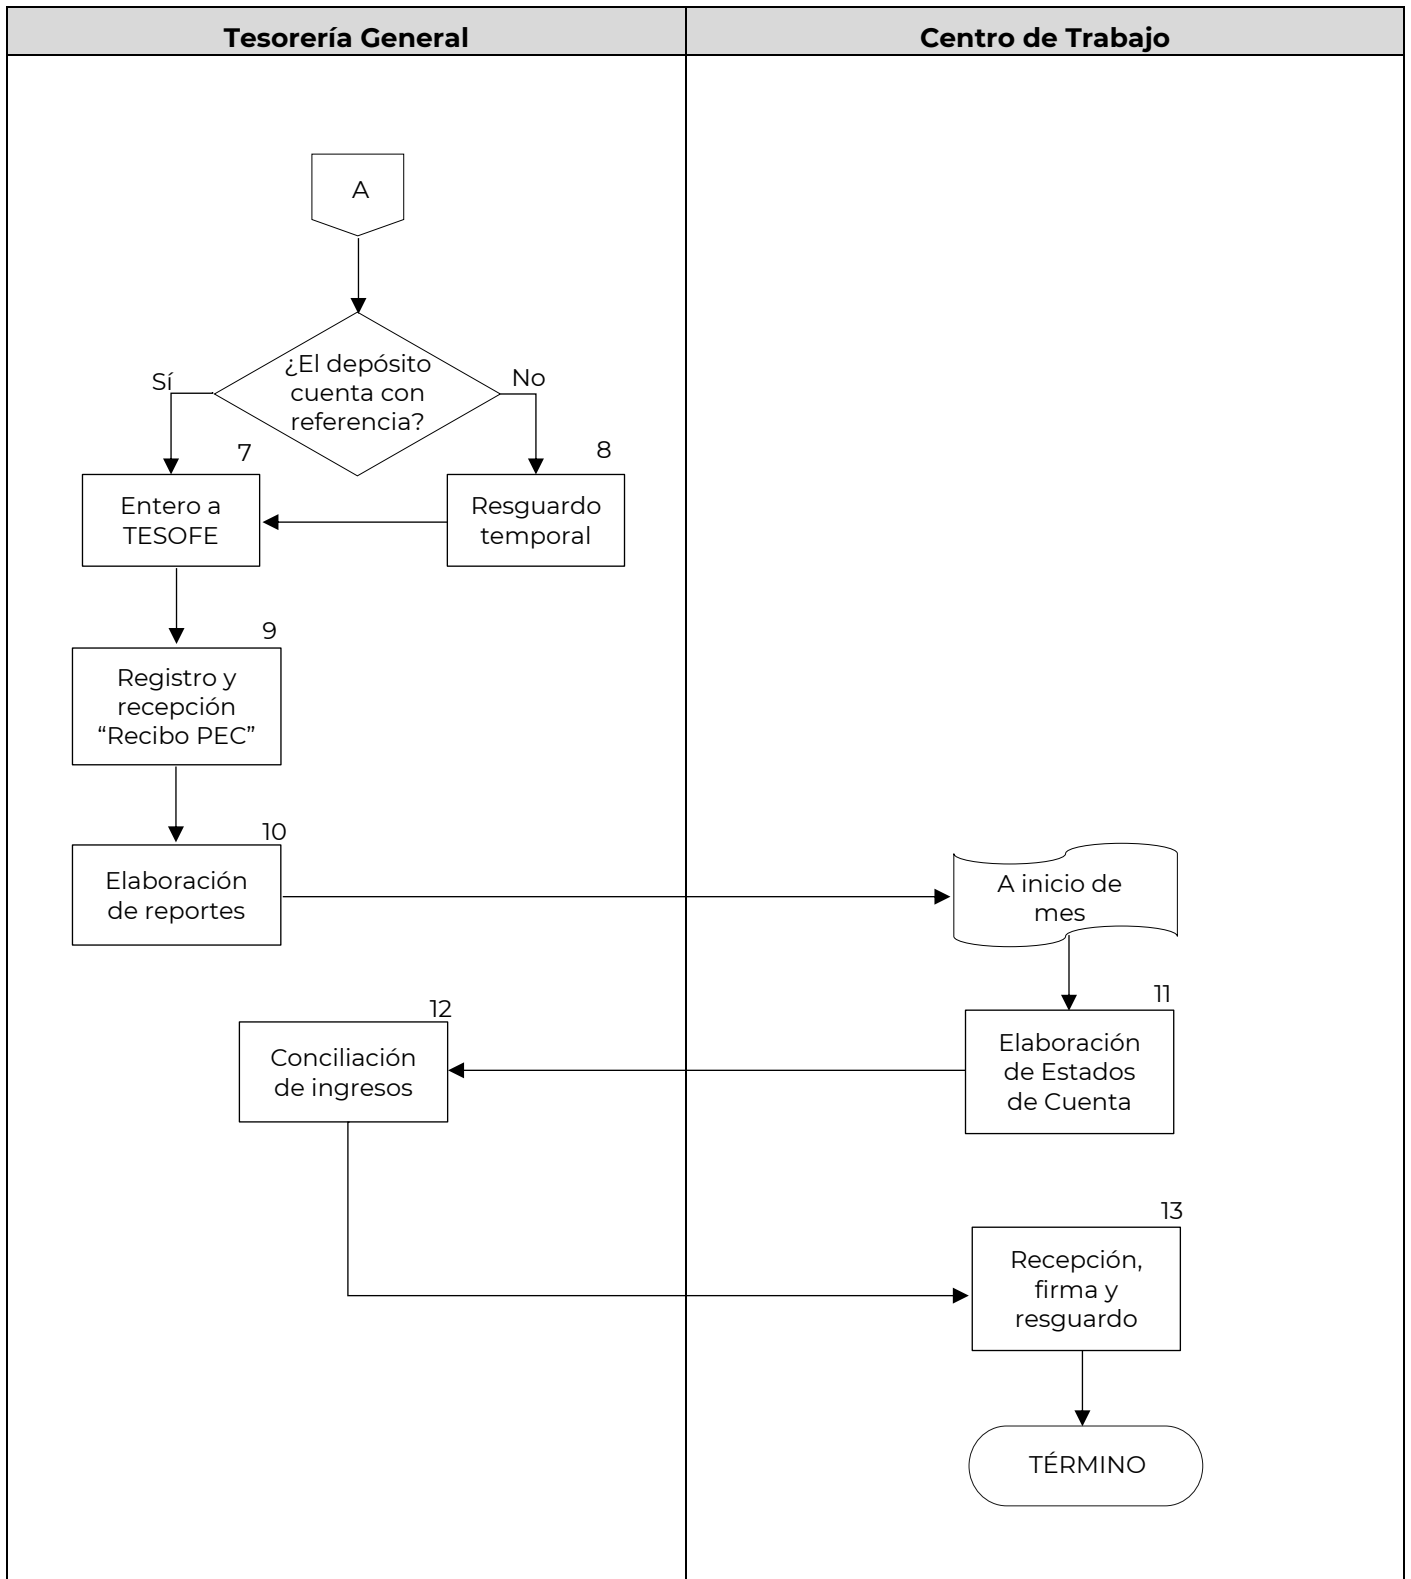 Tesorería General
Centro de Trabajo
A
¿El depósito
cuenta con
referencia?
Sí
No
7
Entero a
TESOFE
8
Resguardo
temporal
9
Registro y
recepción
“Recibo PEC”
10
Elaboración
de reportes
A inicio de
mes
11
Elaboración
de Estados
de Cuenta
12
Conciliación
de ingresos
13
Recepción,
firma y
resguardo
TÉRMINO